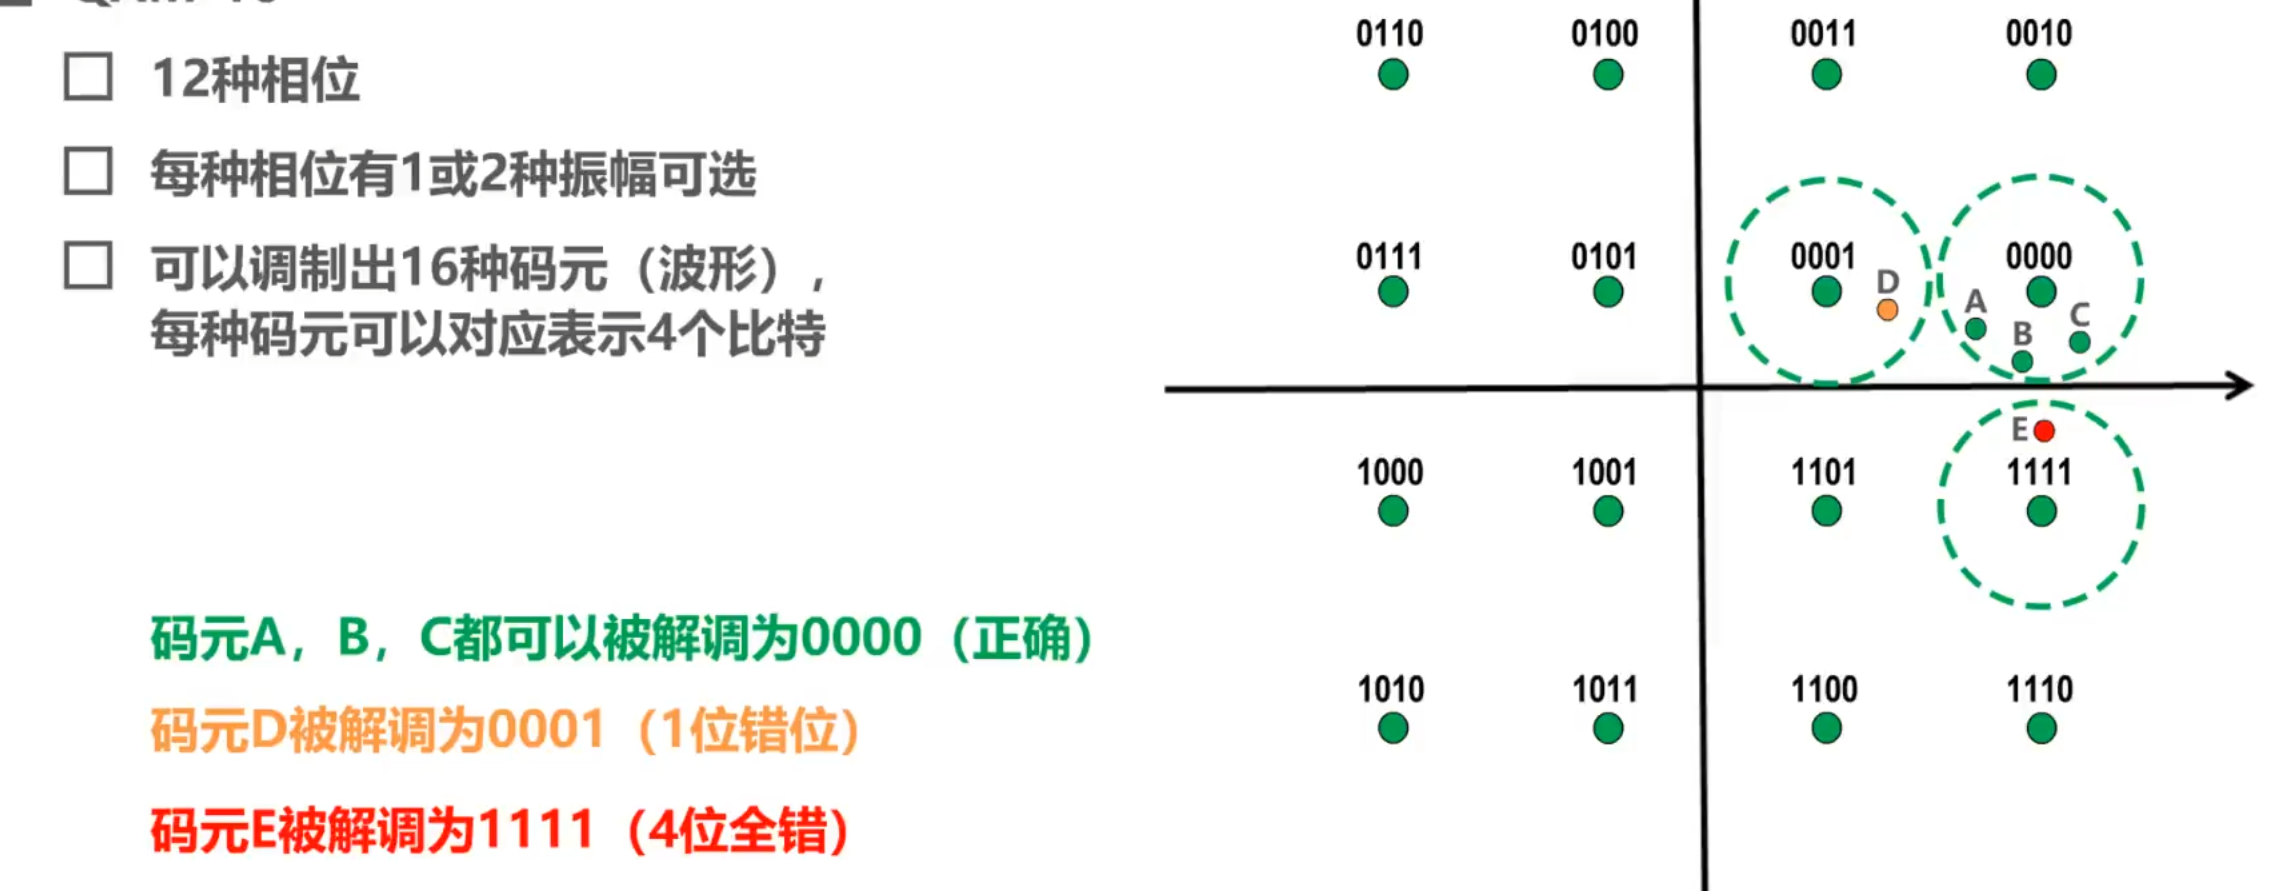 12种相位
每种相位有1或2种振幅可选
可以调制出16种码元（波形），
每种码元可以对应表示4个比特
码元A，B，C都可以被解调为0000（正确）
码元D被解调为0001（1位错位）
码元E被解调为1111（4位全错）
0110 0100 0011 0010
0111 0101 0001 0000
D A B C
E
1000 1001 1101 1111
1010 1011 1100 1110